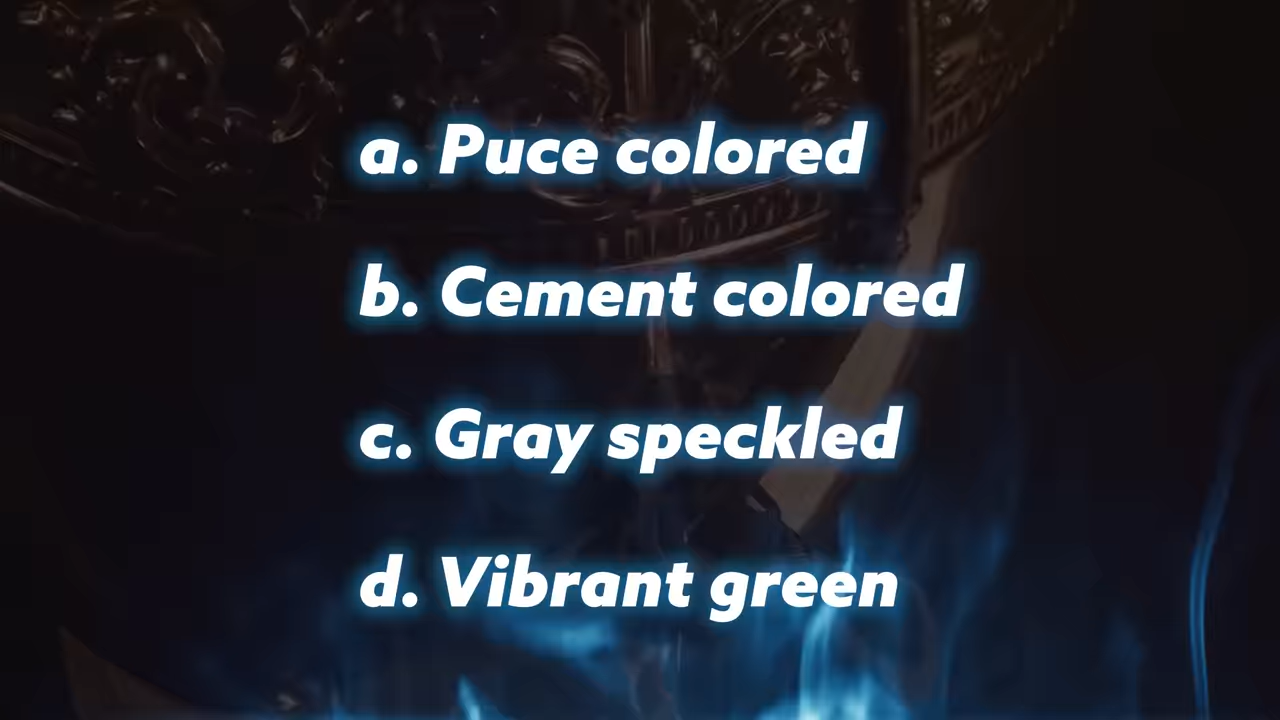 a. Puce colored
b. Cement colored
c. Gray speckled
d. Vibrant green